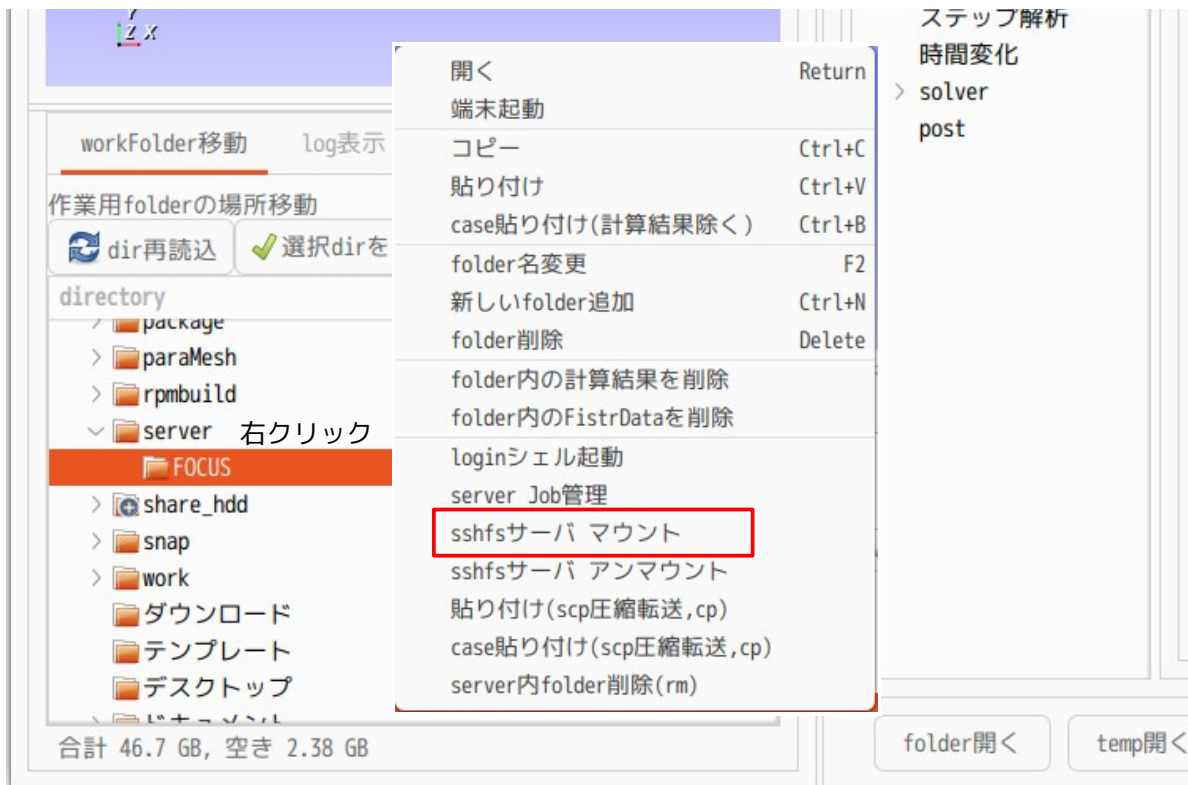 Y
Z X
workFolder移動 log表示
作業用folderの場所移動
dir再読込 選択dirを
directory
package
paraMesh
rpmbuild
server 右クリック
FOCUS
share_hdd
snap
work
ダウンロード
テンプレート
デスクトップ
ドキュメント
合計 46.7 GB, 空き 2.38 GB
開く Return
端末起動
コピー Ctrl+C
貼り付け Ctrl+V
case貼り付け(計算結果除く) Ctrl+B
folder名変更 F2
新しいfolder追加 Ctrl+N
folder削除 Delete
folder内の計算結果を削除
folder内のFistrDataを削除
loginシェル起動
server Job管理
sshfsサーバ マウント
sshfsサーバ アンマウント
貼り付け(scp圧縮転送,cp)
case貼り付け(scp圧縮転送,cp)
server内folder削除(rm)
ステップ解析
時間変化
solver
post
folder開く temp開く